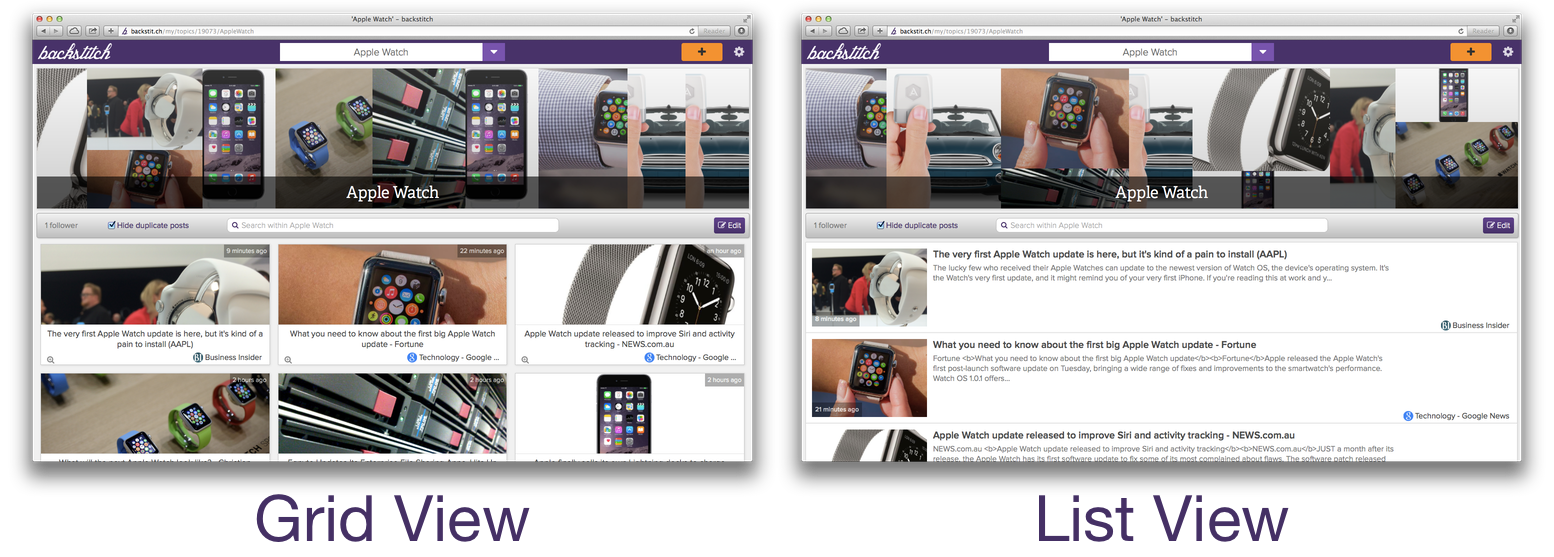 'Apple Watch' – backstitch
backstit.ch/my/topics/19073/AppleWatch
Reader
backstitch
Apple Watch
+
Apple Watch
1 follower
Hide duplicate posts
Search within Apple Watch
Edit
9 minutes ago
22 minutes ago
an hour ago
The very first Apple Watch update is here, but it's kind of a
pain to install (AAPL)
Business Insider
What you need to know about the first big Apple Watch
update - Fortune
Technology - Google ...
Apple Watch update released to improve Siri and activity
tracking - NEWS.com.au
Technology - Google ...
2 hours ago
2 hours ago
2 hours ago
Grid View
'Apple Watch' – backstitch
backstit.ch/my/topics/19073/AppleWatch
Reader
backstitch
Apple Watch
+
Apple Watch
1 follower
Hide duplicate posts
Search within Apple Watch
Edit
The very first Apple Watch update is here, but it's kind of a pain to install (AAPL)
The lucky few who received their Apple Watches can update to the newest version of Watch OS, the device's operating system. It's
the Watch's very first update, and it might remind you of your very first iPhone. If you're reading this at work and y...
8 minutes ago
Business Insider
What you need to know about the first big Apple Watch update - Fortune
Fortune <b>What you need to know about the first big Apple Watch update</b><b>Fortune</b>Apple released the Apple Watch's
first post-launch software update on Tuesday, bringing a wide range of fixes and improvements to the smartwatch's performance.
Watch OS 1.0.1 offers...
21 minutes ago
Technology - Google News
Apple Watch update released to improve Siri and activity tracking - NEWS.com.au
NEWS.com.au <b>Apple Watch update released to improve Siri and activity tracking</b><b>NEWS.com.au</b>JUST a month after its
release, the Apple Watch has its first software update to fix some of its most complained about flaws. The software patch released
List View